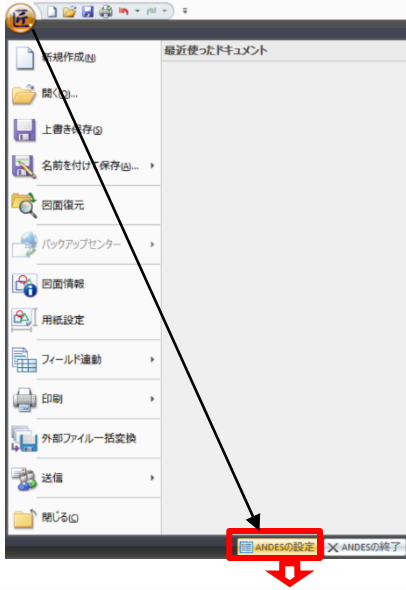 匠
最近使ったドキュメント
新規作成(N)
開く(O)...
上書き保存(S)
名前を付けて保存(A)...
図面復元
バックアップセンター
図面情報
用紙設定
フィールド連動
印刷
外部ファイル一括変換
送信
閉じる(C)
ANDESの設定
ANDESの終了